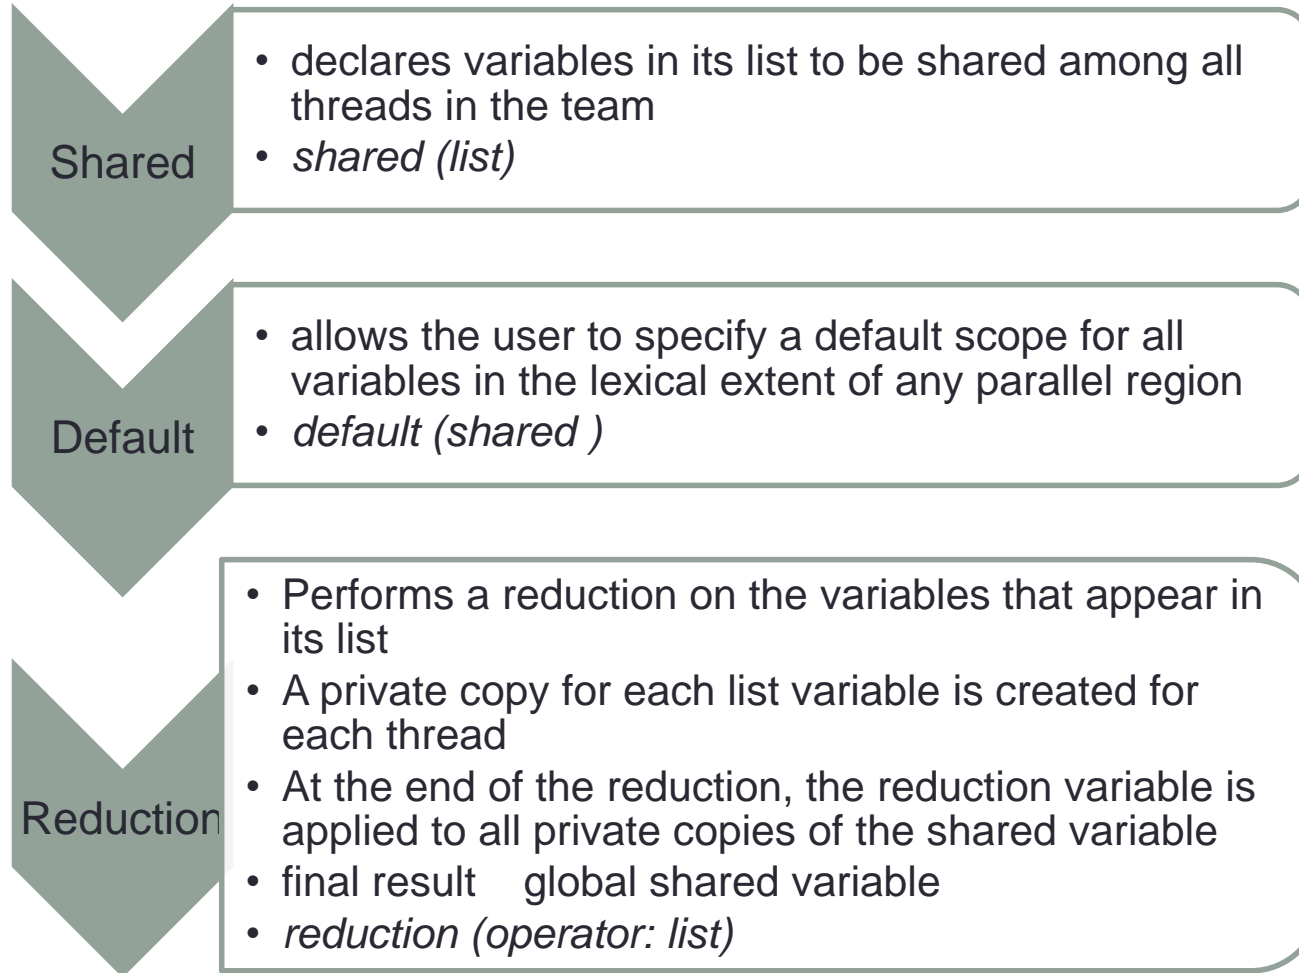 Shared
• declares variables in its list to be shared among all
threads in the team
• shared (list)
Default
• allows the user to specify a default scope for all
variables in the lexical extent of any parallel region
• default (shared )
Reduction
• Performs a reduction on the variables that appear in
its list
• A private copy for each list variable is created for
each thread
• At the end of the reduction, the reduction variable is
applied to all private copies of the shared variable
• final result    global shared variable
• reduction (operator: list)